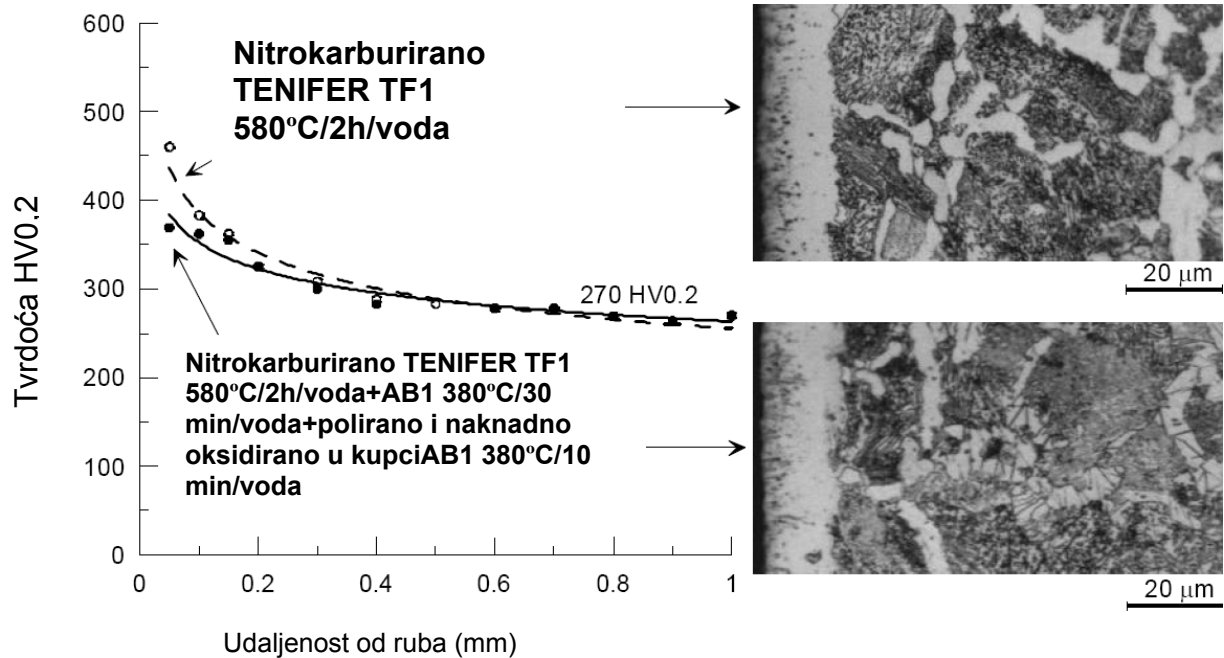 600
500
400
300
200
100
0
Tvrdoća HV0.2
Nitrokarburirano
TENIFER TF1
580ºC/2h/voda
270 HV0.2
Nitrokarburirano TENIFER TF1
580ºC/2h/voda+AB1 380ºC/30
min/voda+polirano i naknadno
oksidirano u kupciAB1 380ºC/10
min/voda
0 0.2 0.4 0.6 0.8 1
Udaljenost od ruba (mm)
20 µm
20 µm